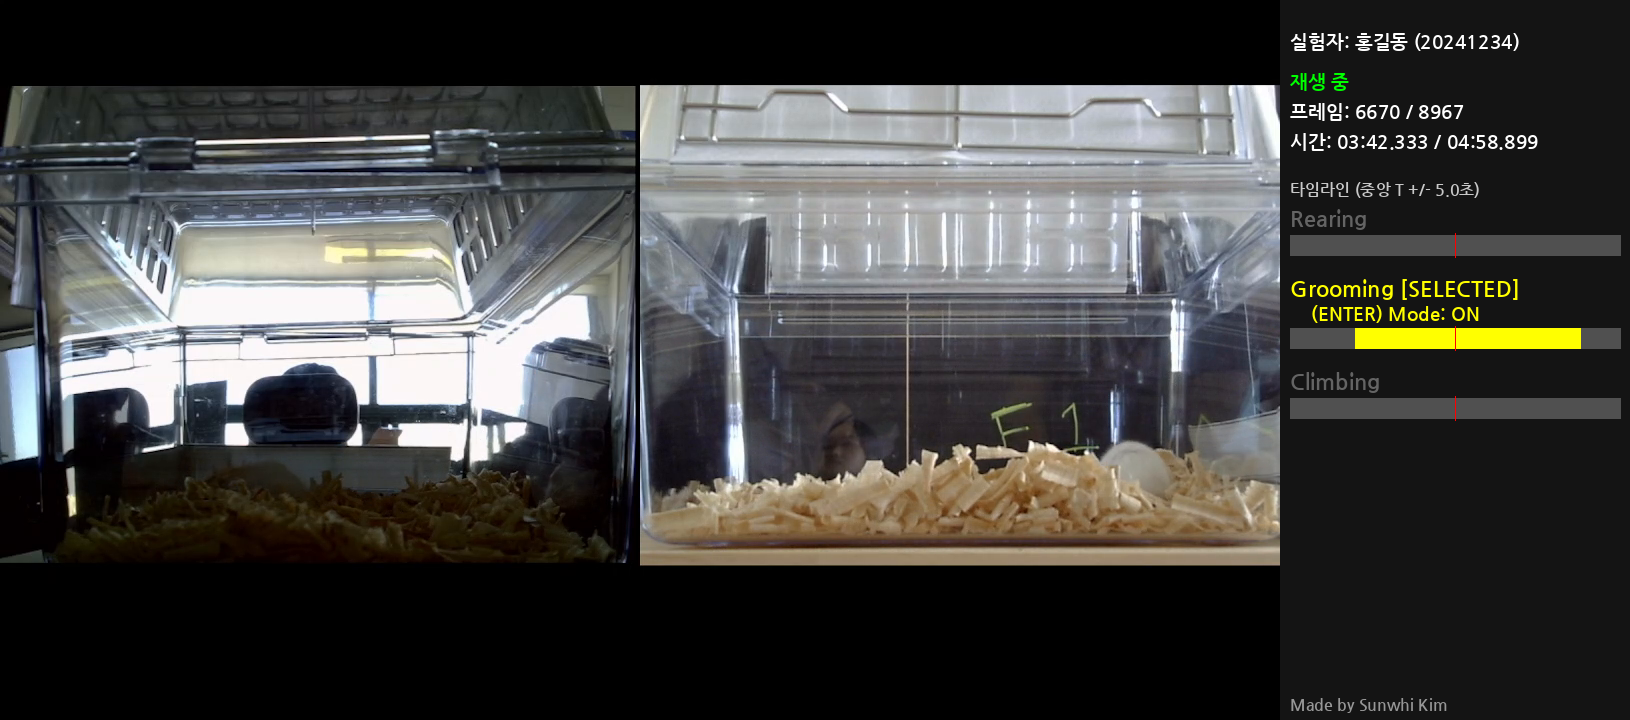 실험자: 홍길동 (20241234)
재생 중
프레임: 6670 / 8967
시간: 03:42.333 / 04:58.899
타임라인 (중앙 T +/- 5.0초)
Rearing
Grooming [SELECTED]
(ENTER) Mode: ON
Climbing
F 1
Made by Sunwhi Kim